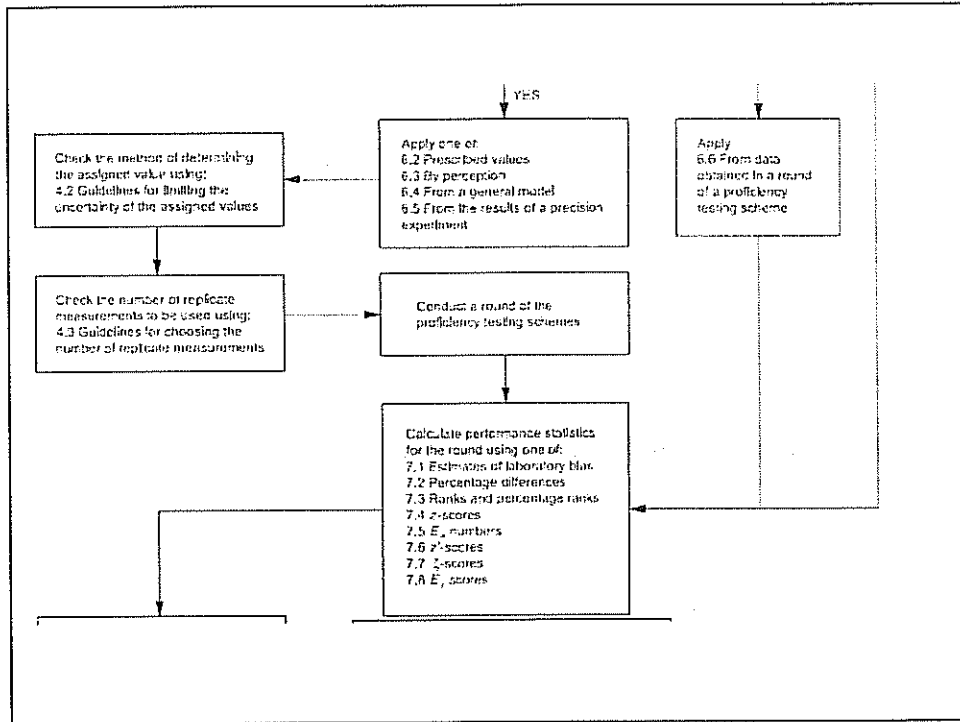 YES
Check the method of determining
the assigned value using:
4.2 Guidelines for limiting the
uncertainty of the assigned values
Apply one of:
6.2 Prescribed values
6.3 By perception
6.4 From a general model
6.5 From the results of a precision
experiment
Apply
6.6 From data
obtained in a round
of a proficiency
testing scheme
Check the number of replicate
measurements to be used using:
4.3 Guidelines for choosing the
number of replicate measurements
Conduct a round of the
proficiency testing schemes
Calculate performance statistics
for the round using one of:
7.1 Estimates of laboratory bias
7.2 Percentage differences
7.3 Ranks and percentage ranks
7.4 z-scores
7.5 Eₙ numbers
7.6 z'-scores
7.7 ζ-scores
7.8 E scores